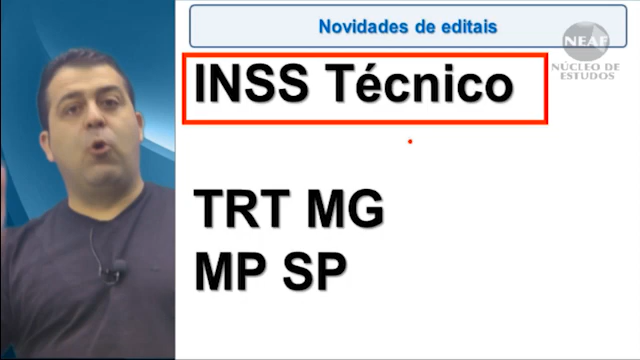 Novidades de editais
NEAF
NÚCLEO DE
ESTUDOS
INSS Técnico
TRT MG
MP SP